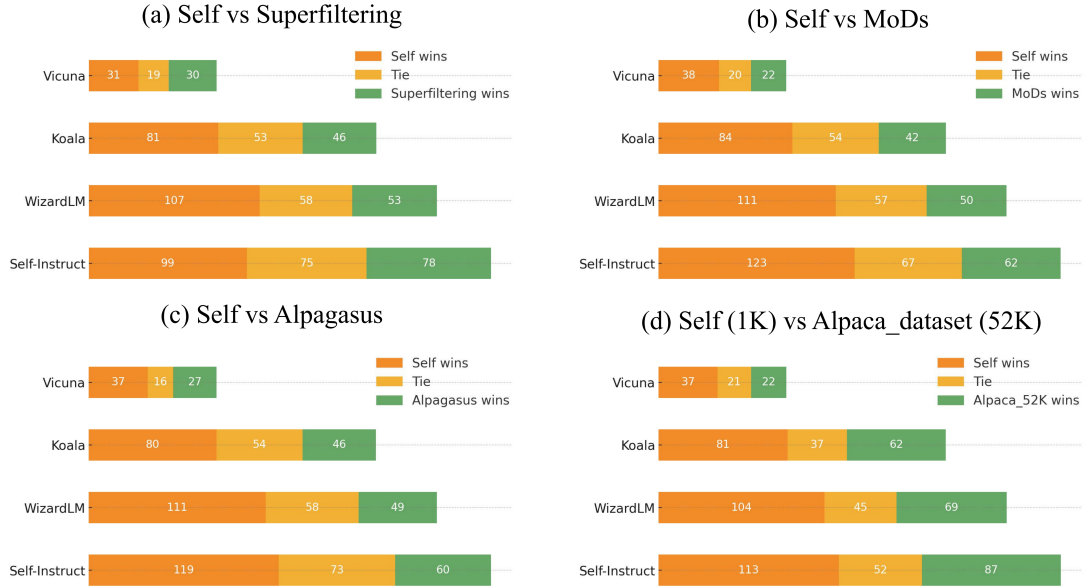 (a) Self vs Superfiltering
Self wins
Tie
Superfiltering wins
Vicuna 31 19 30
Koala 81 53 46
WizardLM 107 58 53
Self-Instruct 99 75 78
(b) Self vs MoDs
Self wins
Tie
MoDs wins
Vicuna 38 20 22
Koala 84 54 42
WizardLM 111 57 50
Self-Instruct 123 67 62
(c) Self vs Alpagasus
Self wins
Tie
Alpagasus wins
Vicuna 37 16 27
Koala 80 54 46
WizardLM 111 58 49
Self-Instruct 119 73 60
(d) Self (1K) vs Alpaca_dataset (52K)
Self wins
Tie
Alpaca_52K wins
Vicuna 37 21 22
Koala 81 37 62
WizardLM 104 45 69
Self-Instruct 113 52 87